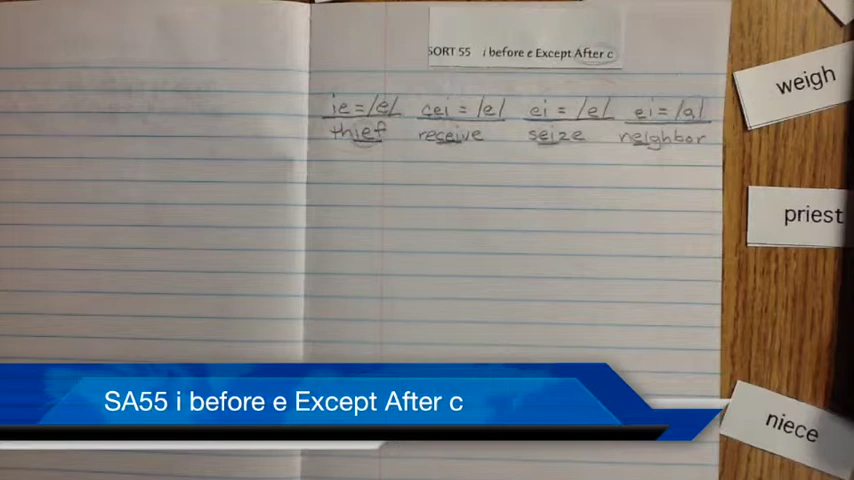 SORT 55 i before e Except After c
ie = /e/ cei = /e/ ei = /e/ ei = /a/
thief receive seize neighbor
weigh
priest
niece
SA55 i before e Except After c